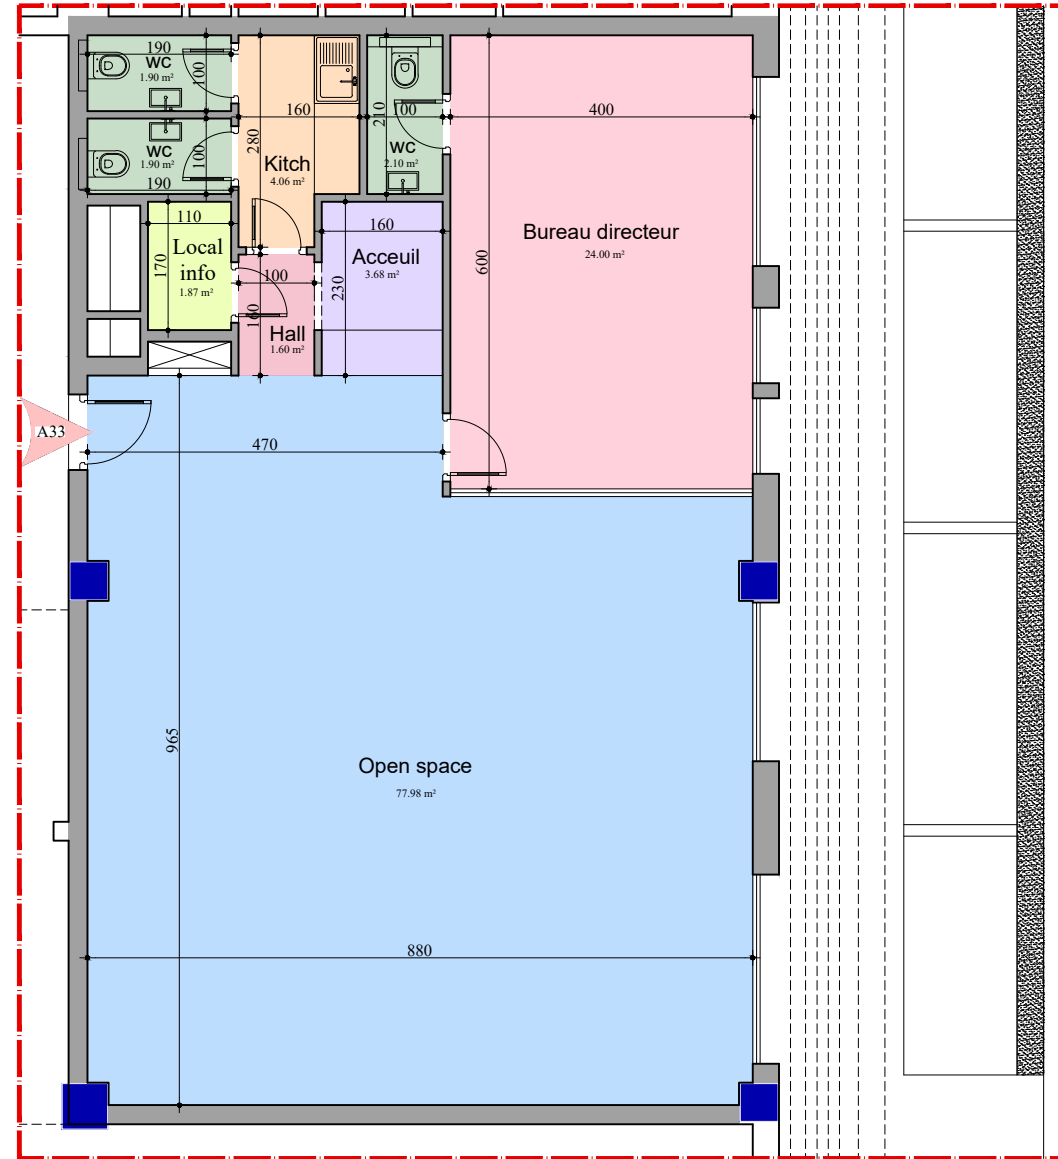 190
WC
1.90 m²
100
WC
1.90 m²
100
190
160
280
Kitch
4.06 m²
210
100
WC
2.10 m²
400
600
Bureau directeur
24.00 m²
110
170
Local
info
1.87 m²
160
Acceuil
3.68 m²
230
100
160
Hall
1.60 m²
A33
470
965
Open space
77.98 m²
880